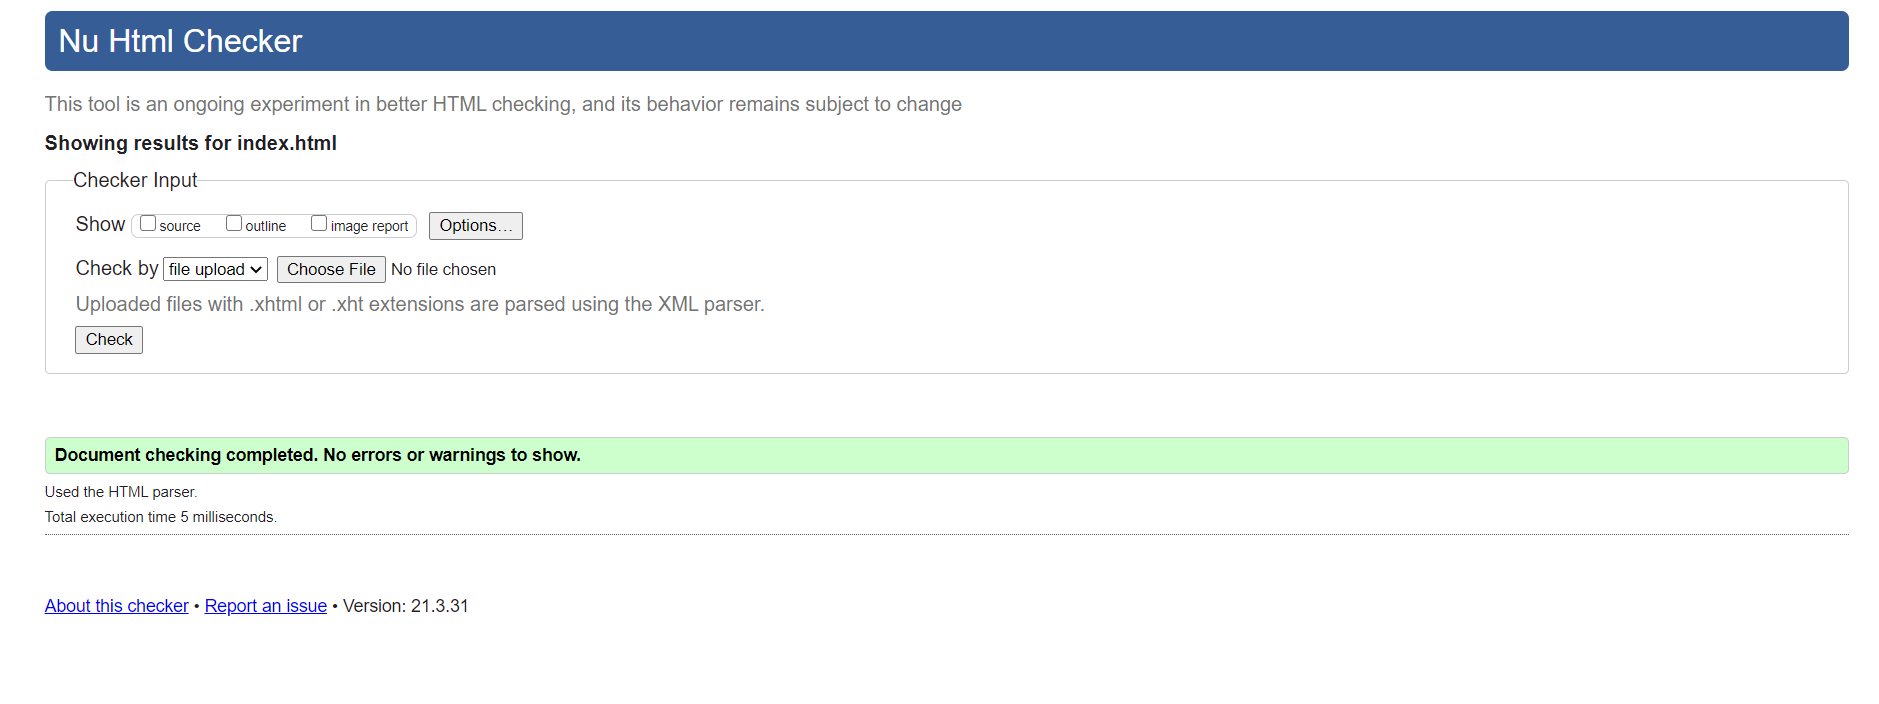 Nu Html Checker
This tool is an ongoing experiment in better HTML checking, and its behavior remains subject to change
Showing results for index.html
Checker Input
Show source outline image report Options…
Check by file upload Choose File No file chosen
Uploaded files with .xhtml or .xht extensions are parsed using the XML parser.
Check
Document checking completed. No errors or warnings to show.
Used the HTML parser.
Total execution time 5 milliseconds.
About this checker • Report an issue • Version: 21.3.31